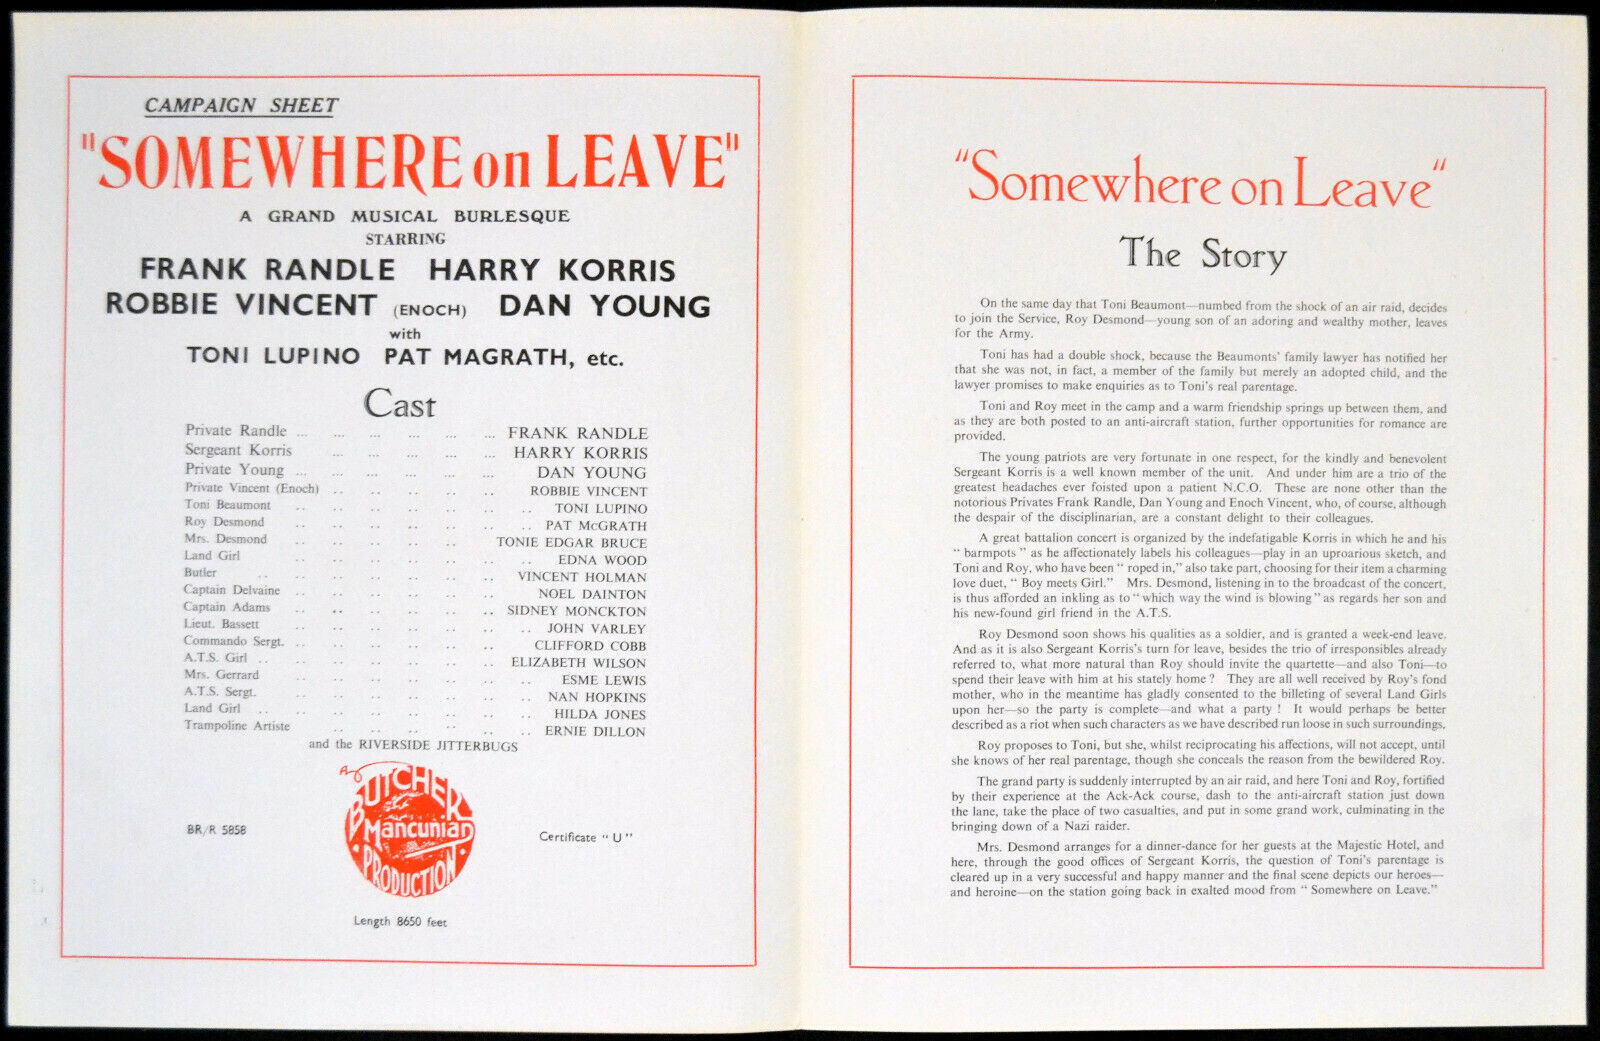 CAMPAIGN SHEET
"SOMEWHERE on LEAVE"
A GRAND MUSICAL BURLESQUE
STARRING
FRANK RANDLE HARRY KORRIS
ROBBIE VINCENT (ENOCH) DAN YOUNG
with
TONI LUPINO PAT MAGRATH, etc.
Cast
Private Randle ... ... ... ... ... ... FRANK RANDLE
Sergeant Korris ... ... ... ... ... HARRY KORRIS
Private Young ... ... ... ... ... DAN YOUNG
Private Vincent (Enoch) .. .. .. .. .. ROBBIE VINCENT
Toni Beaumont .. .. .. .. .. .. .. TONI LUPINO
Roy Desmond .. .. .. .. .. .. .. PAT McGRATH
Mrs. Desmond .. .. .. .. .. TONIE EDGAR BRUCE
Land Girl .. .. .. .. .. .. .. EDNA WOOD
Butler .. .. .. .. .. .. .. VINCENT HOLMAN
Captain Delvaine .. .. .. .. .. .. NOEL DAINTON
Captain Adams .. .. .. .. .. .. SIDNEY MONCKTON
Lieut. Bassett .. .. .. .. .. .. .. JOHN VARLEY
Commando Sergt. .. .. .. .. .. .. .. CLIFFORD COBB
A.T.S. Girl .. .. .. .. .. .. .. ELIZABETH WILSON
Mrs. Gerrard .. .. .. .. .. .. .. ESME LEWIS
A.T.S. Sergt. .. .. .. .. .. .. .. NAN HOPKINS
Land Girl .. .. .. .. .. .. .. .. HILDA JONES
Trampoline Artiste .. .. .. .. .. .. ERNIE DILLON
and the RIVERSIDE JITTERBUGS
A
BUTCHER
Mancunian
PRODUCTION
BR/R 5858
Certificate "U"
Length 8650 feet
"Somewhere on Leave"
The Story
On the same day that Toni Beaumont—numbed from the shock of an air raid, decides
to join the Service, Roy Desmond—young son of an adoring and wealthy mother, leaves
for the Army.
Toni has had a double shock, because the Beaumonts' family lawyer has notified her
that she was not, in fact, a member of the family but merely an adopted child, and the
lawyer promises to make enquiries as to Toni's real parentage.
Toni and Roy meet in the camp and a warm friendship springs up between them, and
as they are both posted to an anti-aircraft station, further opportunities for romance are
provided.
The young patriots are very fortunate in one respect, for the kindly and benevolent
Sergeant Korris is a well known member of the unit. And under him are a trio of the
greatest headaches ever foisted upon a patient N.C.O. These are none other than the
notorious Privates Frank Randle, Dan Young and Enoch Vincent, who, of course, although
the despair of the disciplinarian, are a constant delight to their colleagues.
A great battalion concert is organized by the indefatigable Korris in which he and his
" barmpots " as he affectionately labels his colleagues—play in an uproarious sketch, and
Toni and Roy, who have been " roped in," also take part, choosing for their item a charming
love duet, " Boy meets Girl." Mrs. Desmond, listening in to the broadcast of the concert,
is thus afforded an inkling as to " which way the wind is blowing " as regards her son and
his new-found girl friend in the A.T.S.
Roy Desmond soon shows his qualities as a soldier, and is granted a week-end leave.
And as it is also Sergeant Korris's turn for leave, besides the trio of irresponsibles already
referred to, what more natural than Roy should invite the quartette—and also Toni—to
spend their leave with him at his stately home ? They are all well received by Roy's fond
mother, who in the meantime has gladly consented to the billeting of several Land Girls
upon her—so the party is complete—and what a party ! It would perhaps be better
described as a riot when such characters as we have described run loose in such surroundings.
Roy proposes to Toni, but she, whilst reciprocating his affections, will not accept, until
she knows of her real parentage, though she conceals the reason from the bewildered Roy.
The grand party is suddenly interrupted by an air raid, and here Toni and Roy, fortified
by their experience at the Ack-Ack course, dash to the anti-aircraft station just down
the lane, take the place of two casualties, and put in some grand work, culminating in the
bringing down of a Nazi raider.
Mrs. Desmond arranges for a dinner-dance for her guests at the Majestic Hotel, and
here, through the good offices of Sergeant Korris, the question of Toni's parentage is
cleared up in a very successful and happy manner and the final scene depicts our heroes—
and heroine—on the station going back in exalted mood from " Somewhere on Leave."